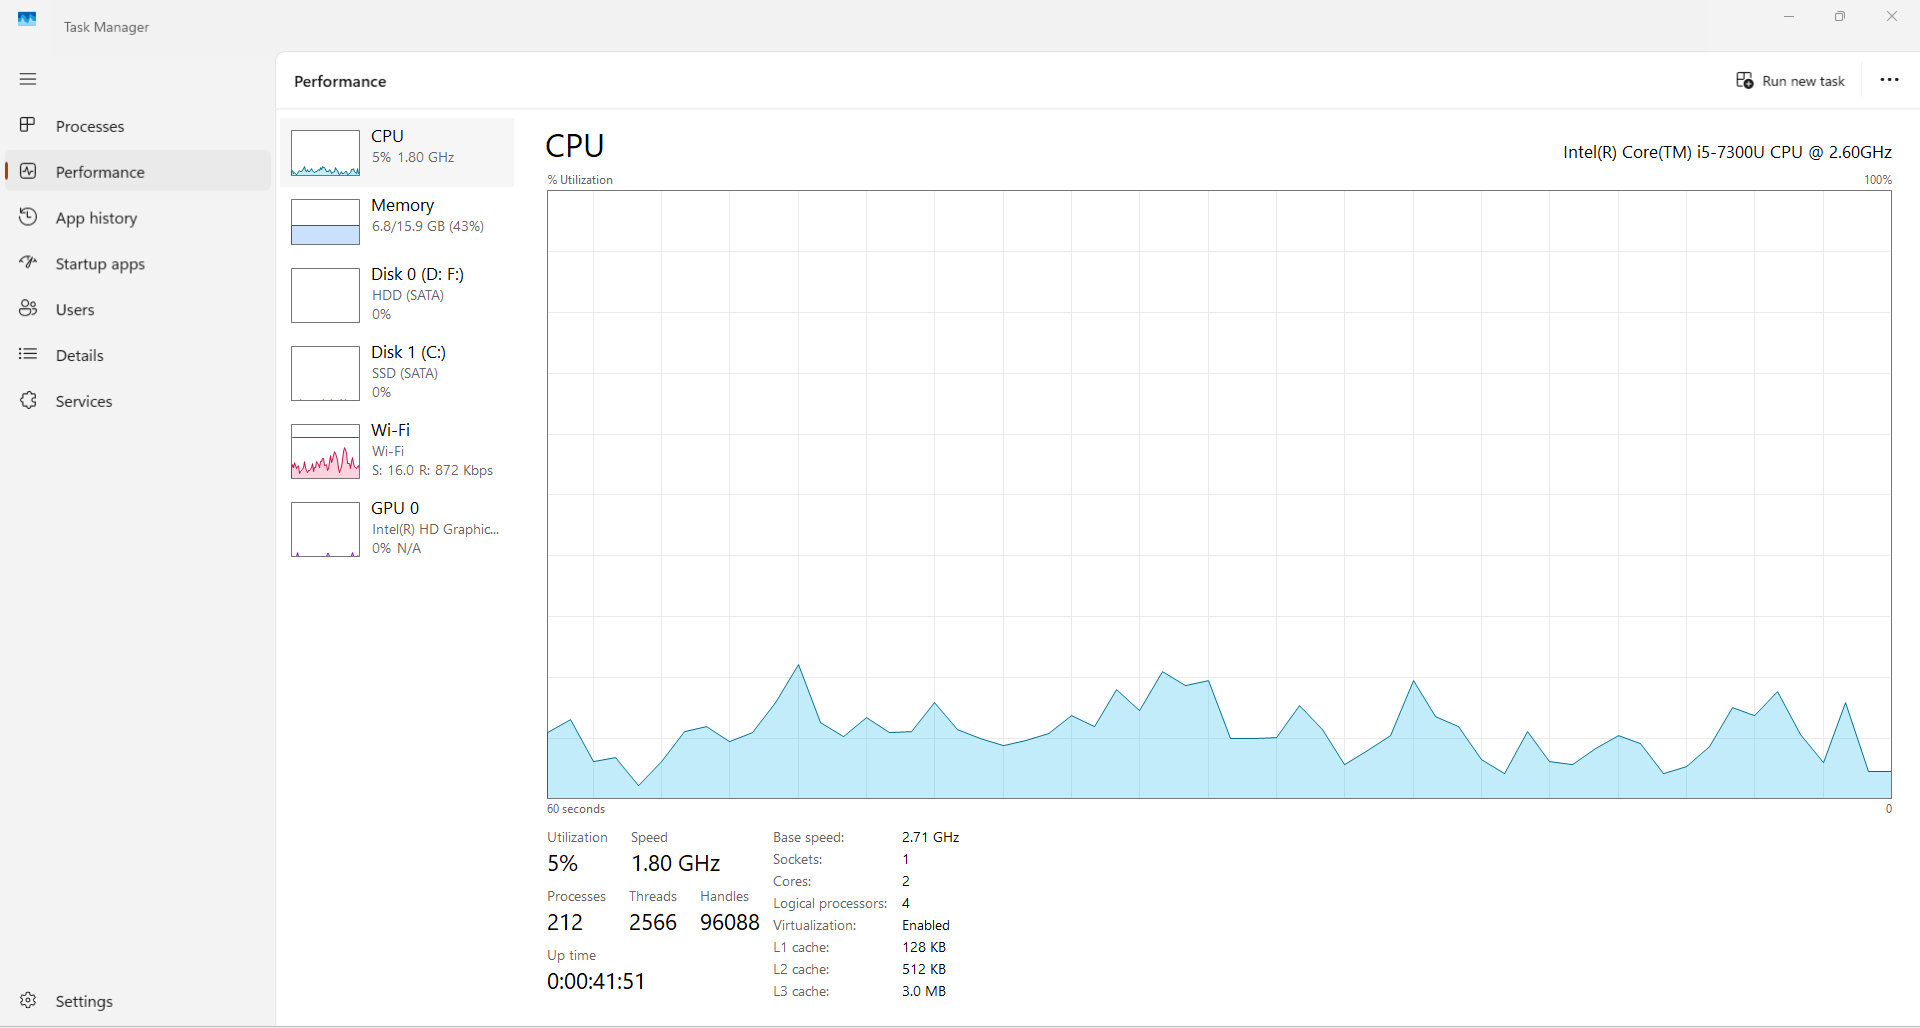 Task Manager
Performance
Run new task
Processes
Performance
App history
Startup apps
Users
Details
Services
Settings
CPU
5% 1.80 GHz
Memory
6.8/15.9 GB (43%)
Disk 0 (D: F:)
HDD (SATA)
0%
Disk 1 (C:)
SSD (SATA)
0%
Wi-Fi
Wi-Fi
S: 16.0 R: 872 Kbps
GPU 0
Intel(R) HD Graphic...
0% N/A
CPU
Intel(R) Core(TM) i5-7300U CPU @ 2.60GHz
% Utilization 100%
60 seconds 0
Utilization Speed
5% 1.80 GHz
Processes Threads Handles
212 2566 96088
Up time
0:00:41:51
Base speed: 2.71 GHz
Sockets: 1
Cores: 2
Logical processors: 4
Virtualization: Enabled
L1 cache: 128 KB
L2 cache: 512 KB
L3 cache: 3.0 MB